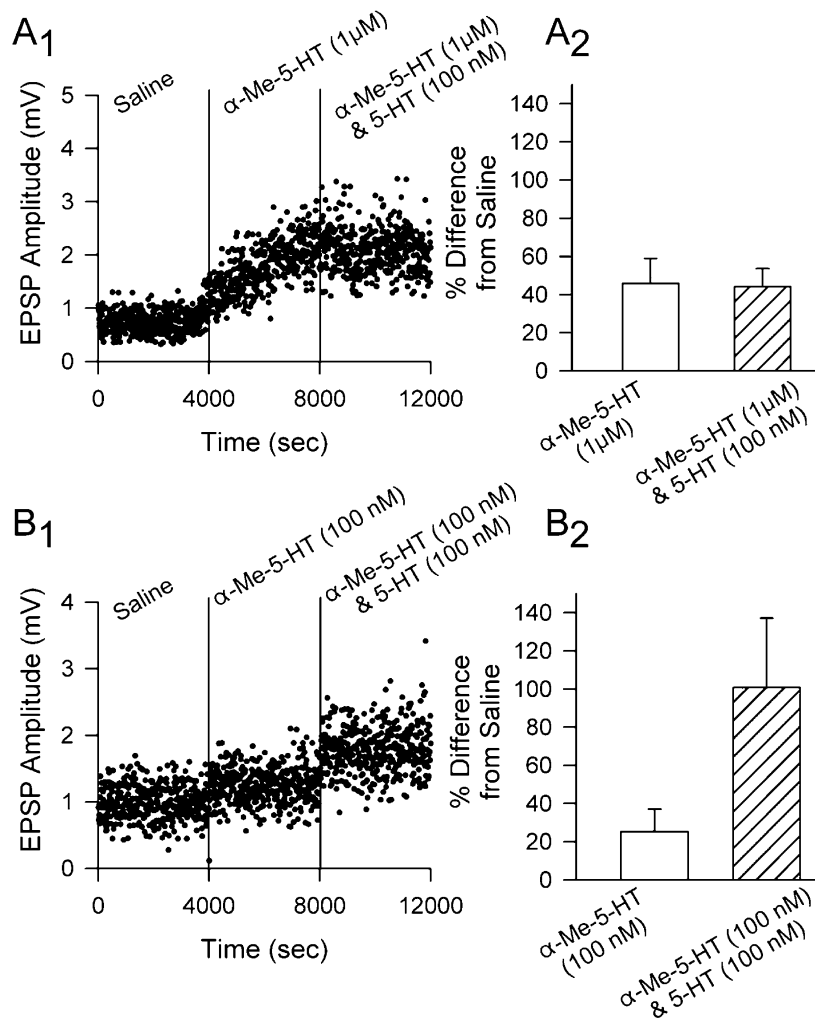 A1
Saline
α-Me-5-HT (1μM)
α-Me-5-HT (1μM)
& 5-HT (100 nM)
EPSP Amplitude (mV)
5
4
3
2
1
0
0 4000 8000 12000
Time (sec)
A2
% Difference
from Saline
140
120
100
80
60
40
20
0
α-Me-5-HT
(1μM)
α-Me-5-HT (1μM)
& 5-HT (100 nM)
B1
Saline
α-Me-5-HT (100 nM)
α-Me-5-HT (100 nM)
& 5-HT (100 nM)
EPSP Amplitude (mV)
4
3
2
1
0
0 4000 8000 12000
Time (sec)
B2
% Difference
from Saline
140
120
100
80
60
40
20
0
α-Me-5-HT
(100 nM)
α-Me-5-HT (100 nM)
& 5-HT (100 nM)